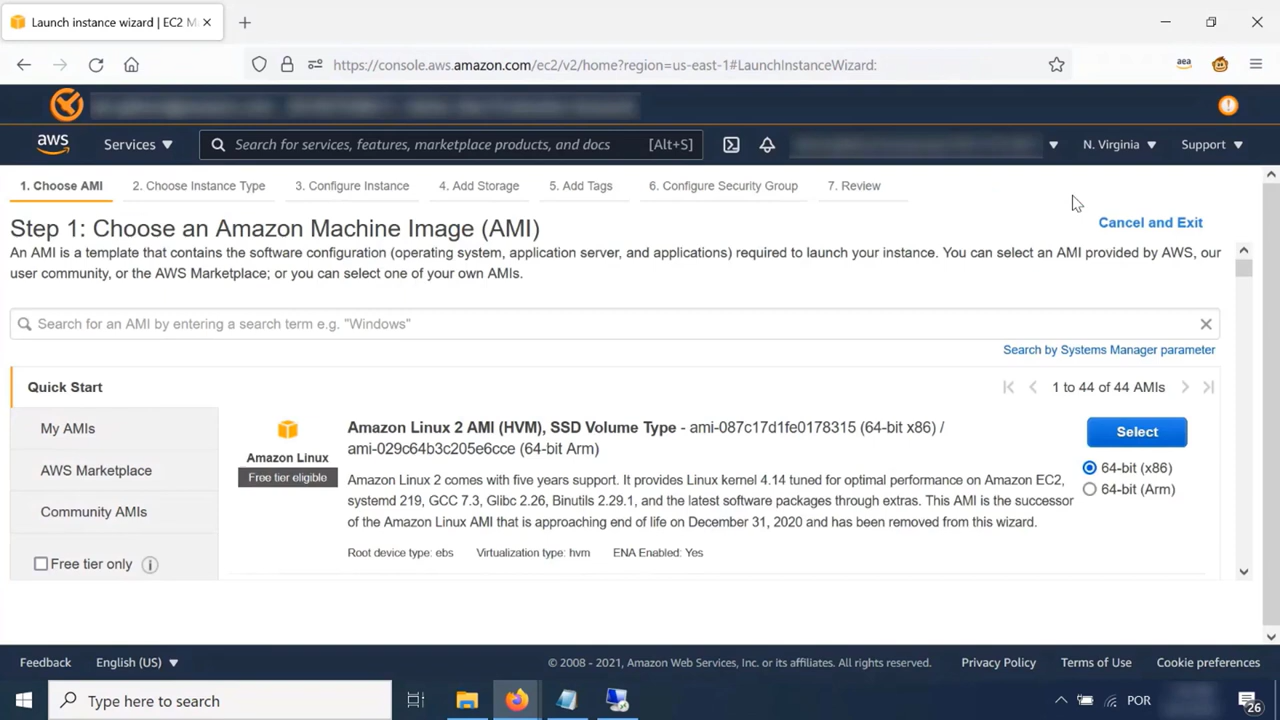 Launch instance wizard | EC2 M
https://console.aws.amazon.com/ec2/v2/home?region=us-east-1#LaunchInstanceWizard:
aea
aws
Services
Search for services, features, marketplace products, and docs
[Alt+S]
N. Virginia
Support
1. Choose AMI
2. Choose Instance Type
3. Configure Instance
4. Add Storage
5. Add Tags
6. Configure Security Group
7. Review
Step 1: Choose an Amazon Machine Image (AMI)
Cancel and Exit
An AMI is a template that contains the software configuration (operating system, application server, and applications) required to launch your instance. You can select an AMI provided by AWS, our
user community, or the AWS Marketplace; or you can select one of your own AMIs.
Search for an AMI by entering a search term e.g. "Windows"
Search by Systems Manager parameter
Quick Start
1 to 44 of 44 AMIs
My AMIs
AWS Marketplace
Community AMIs
Free tier only
Amazon Linux
Free tier eligible
Amazon Linux 2 AMI (HVM), SSD Volume Type - ami-087c17d1fe0178315 (64-bit x86) /
ami-029c64b3c205e6cce (64-bit Arm)
Amazon Linux 2 comes with five years support. It provides Linux kernel 4.14 tuned for optimal performance on Amazon EC2,
systemd 219, GCC 7.3, Glibc 2.26, Binutils 2.29.1, and the latest software packages through extras. This AMI is the successor
of the Amazon Linux AMI that is approaching end of life on December 31, 2020 and has been removed from this wizard.
Root device type: ebs
Virtualization type: hvm
ENA Enabled: Yes
Select
64-bit (x86)
64-bit (Arm)
Feedback
English (US)
© 2008 - 2021, Amazon Web Services, Inc. or its affiliates. All rights reserved.
Privacy Policy
Terms of Use
Cookie preferences
Type here to search
POR
26